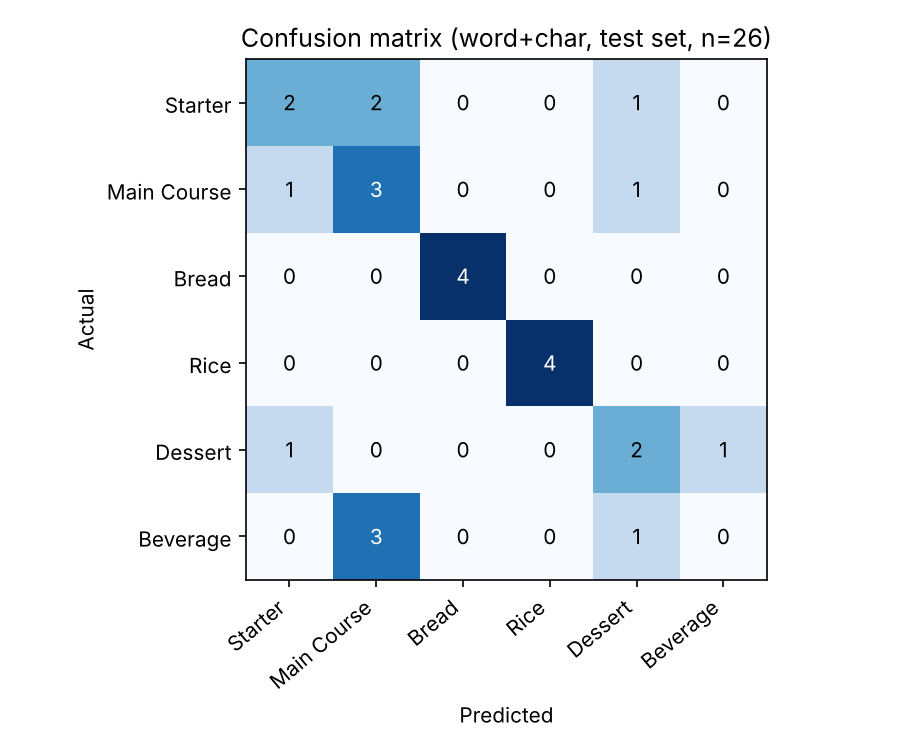 Confusion matrix (word+char, test set, n=26)
Starter 2 2 0 0 1 0
Main Course 1 3 0 0 1 0
Bread 0 0 4 0 0 0
Actual
Rice 0 0 0 4 0 0
Dessert 1 0 0 0 2 1
Beverage 0 3 0 0 1 0
Starter Main Course Bread Rice Dessert Beverage
Predicted